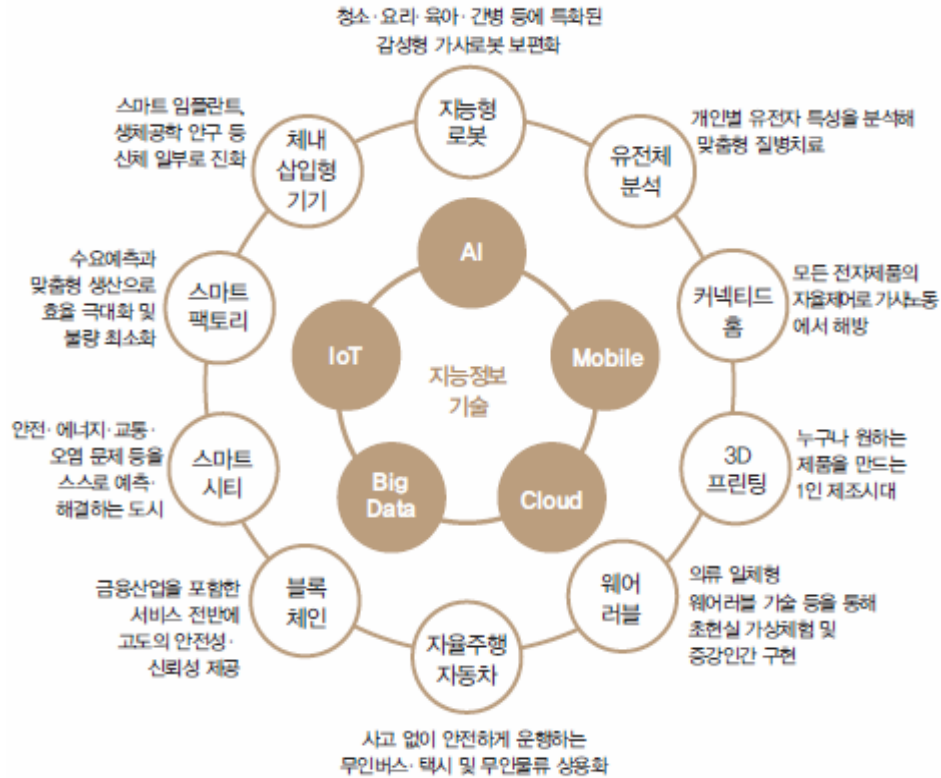 청소·요리·육아·간병 등에 특화된
감성형 가사로봇 보편화
지능형
로봇
개인별 유전자 특성을 분석해
맞춤형 질병치료
유전체
분석
모든 전자제품의
자율제어로 가사노동
에서 해방
커넥티드
홈
누구나 원하는
제품을 만드는
1인 제조시대
3D
프린팅
의류 일체형
웨어러블 기술 등을 통해
초현실 가상체험 및
증강인간 구현
웨어
러블
자율주행
자동차
사고 없이 안전하게 운행하는
무인버스·택시 및 무인물류 상용화
블록
체인
금융산업을 포함한
서비스 전반에
고도의 안전성·
신뢰성 제공
스마트
시티
안전·에너지·교통·
오염 문제 등을
스스로 예측·
해결하는 도시
스마트
팩토리
수요예측과
맞춤형 생산으로
효율 극대화 및
불량 최소화
체내
삽입형
기기
스마트 임플란트,
생체공학 안구 등
신체 일부로 진화
AI
Mobile
Cloud
Big
Data
IoT
지능정보
기술